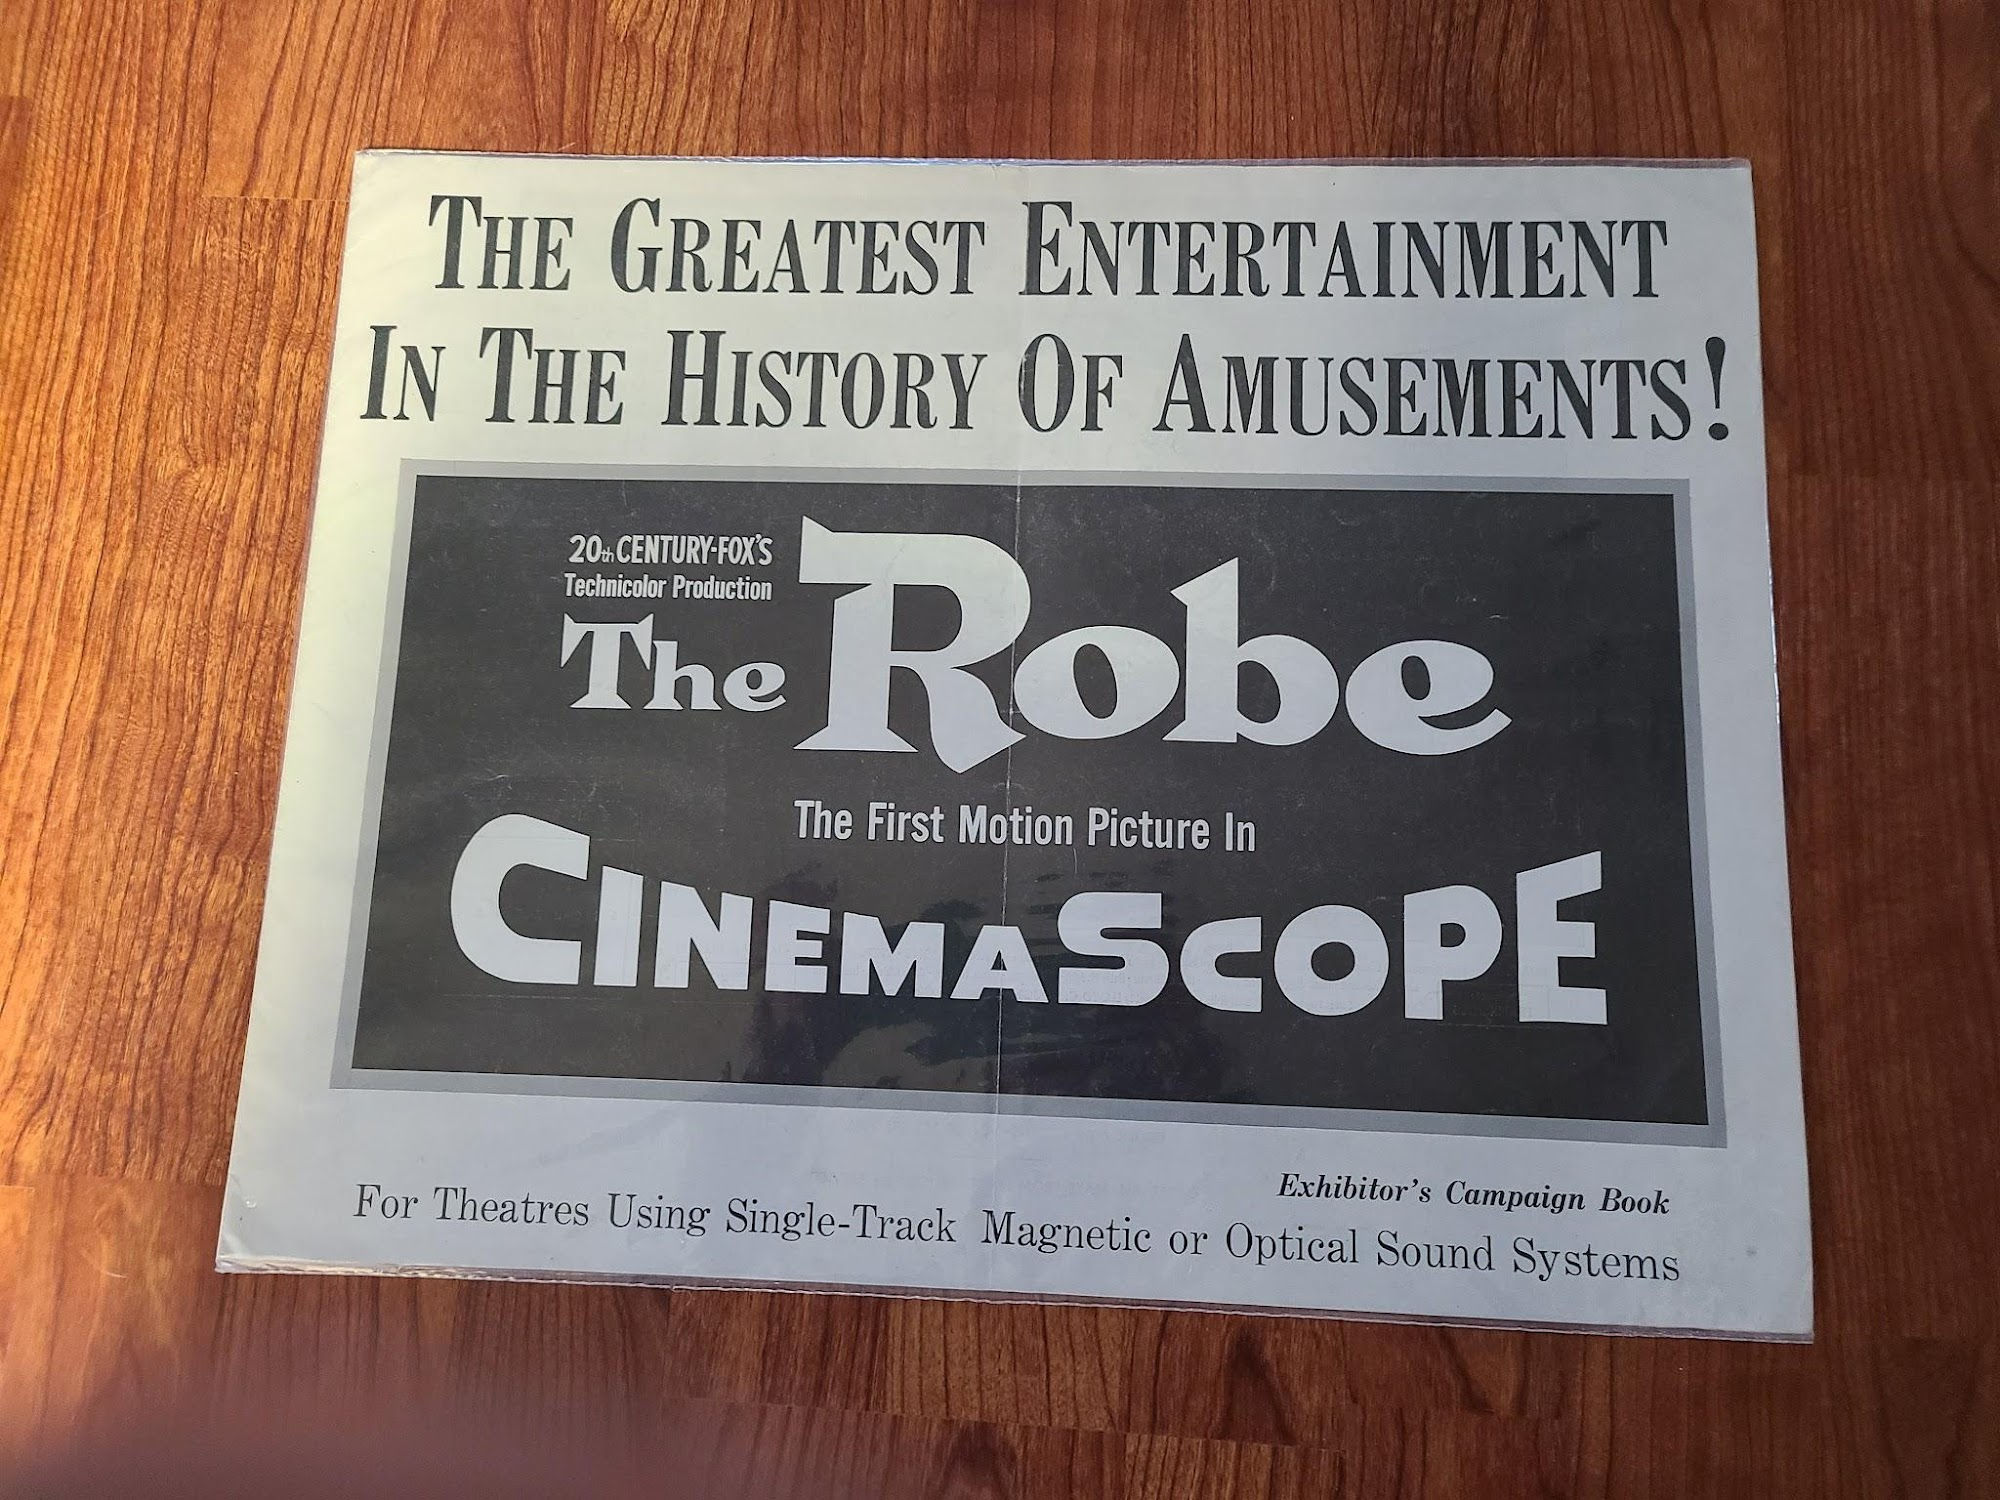 The Greatest Entertainment
In The History Of Amusements!
20th CENTURY-FOX'S
Technicolor Production
The Robe
The First Motion Picture In
CINEMASCOPE
Exhibitor's Campaign Book
For Theatres Using Single-Track Magnetic or Optical Sound Systems